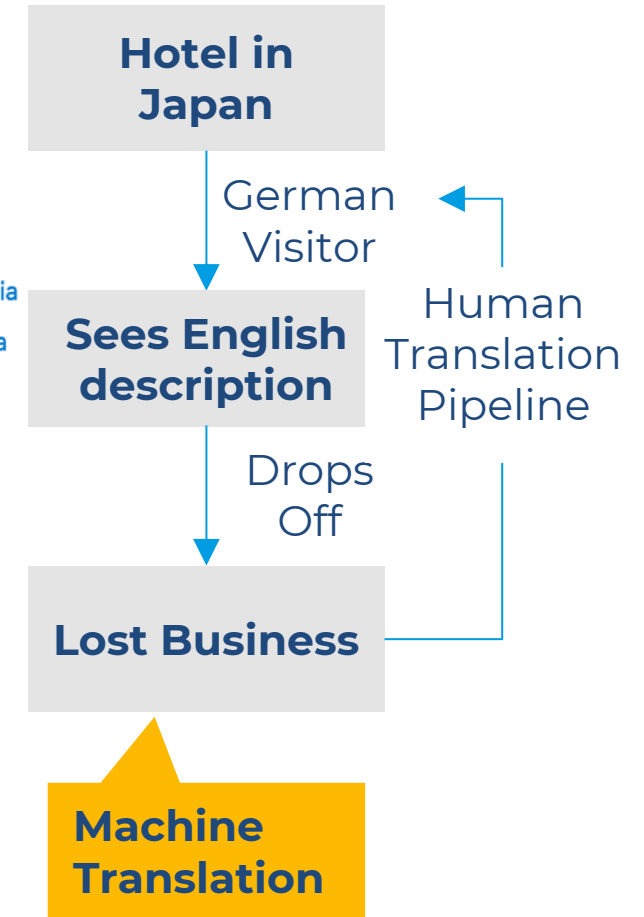 Hotel in
Japan
German
Visitor
Sees English
description
Human
Translation
Pipeline
Drops
Off
Lost Business
Machine
Translation